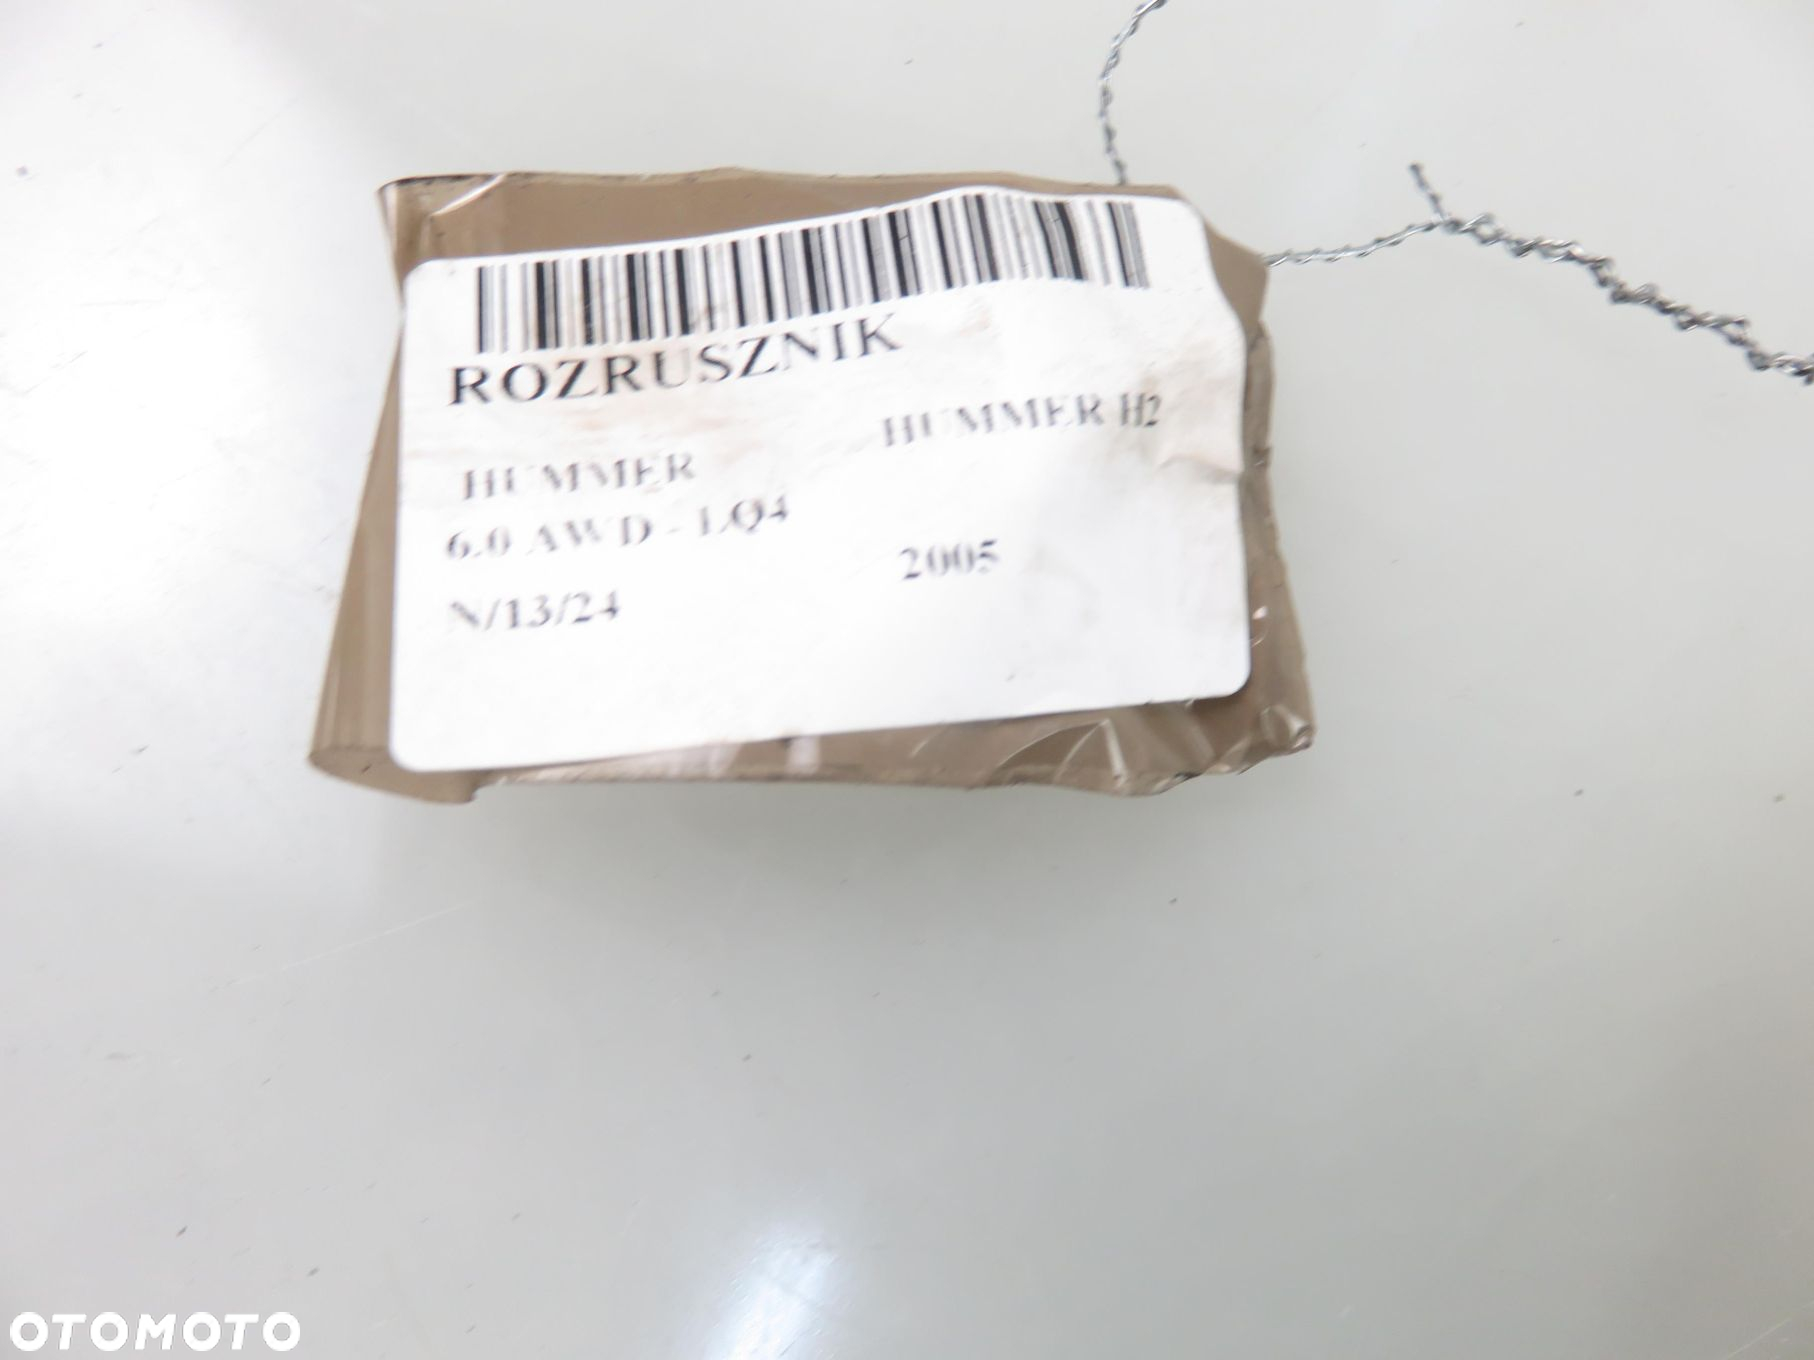 ROZRUSZNIK
HUMMER HUMMER H2
6.0 AWD - LQ4
N/13/24 2005
OTOMOTO